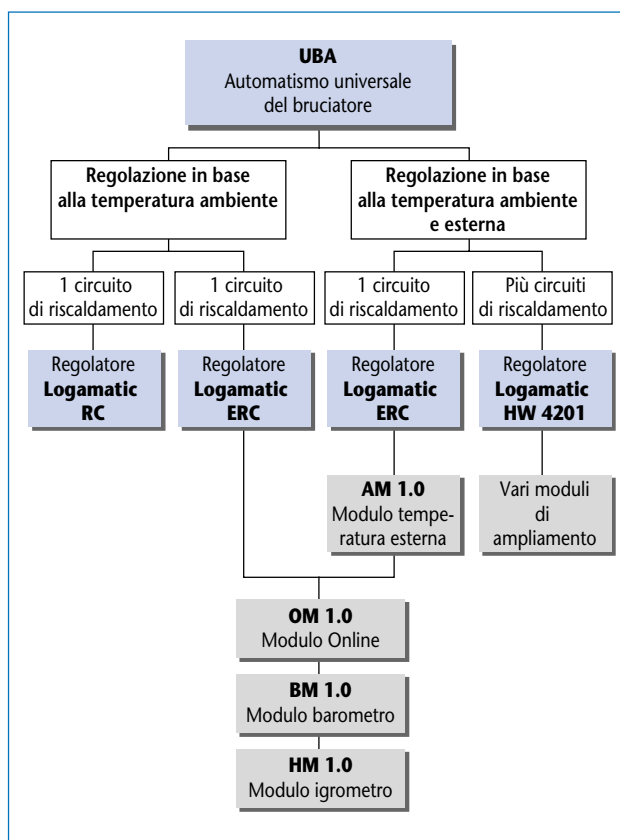 UBA
Automatismo universale
del bruciatore
Regolazione in base
alla temperatura ambiente
Regolazione in base
alla temperatura ambiente
e esterna
1 circuito
di riscaldamento
1 circuito
di riscaldamento
1 circuito
di riscaldamento
Più circuiti
di riscaldamento
Regolatore
Logamatic
RC
Regolatore
Logamatic
ERC
Regolatore
Logamatic
ERC
Regolatore
Logamatic
HW 4201
AM 1.0
Modulo tempe-
ratura esterna
Vari moduli
di
ampliamento
OM 1.0
Modulo Online
BM 1.0
Modulo barometro
HM 1.0
Modulo igrometro